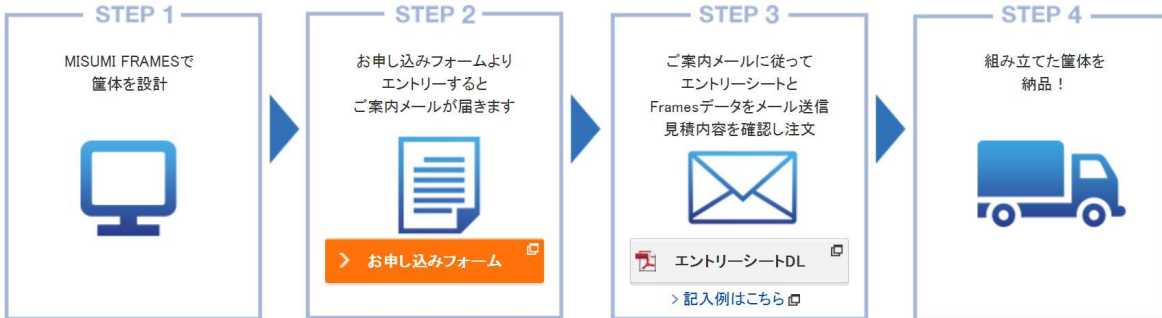 STEP 1
MISUMI FRAMESで
筐体を設計
STEP 2
お申し込みフォームより
エントリーすると
ご案内メールが届きます
お申し込みフォーム
STEP 3
ご案内メールに従って
エントリーシートと
Framesデータをメール送信
見積内容を確認し注文
エントリーシートDL
記入例はこちら
STEP 4
組み立てた筐体を
納品！